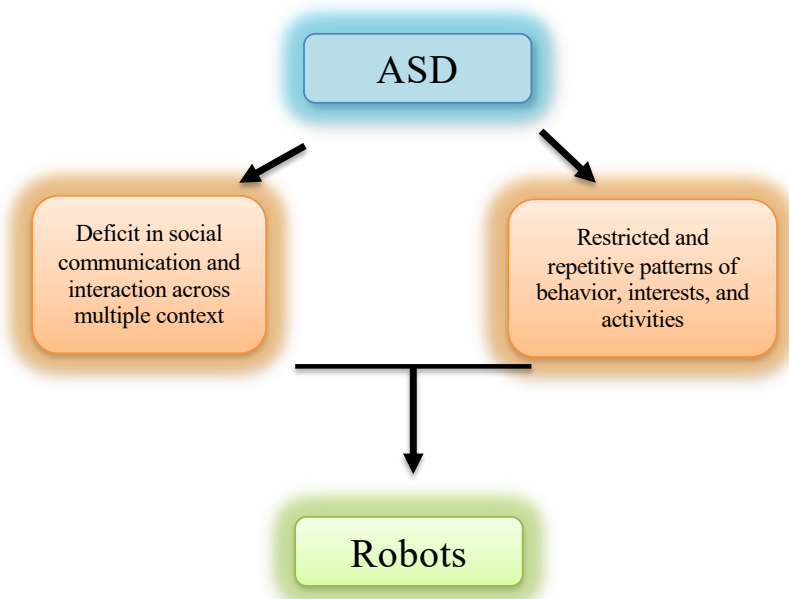 ASD
Deficit in social
communication and
interaction across
multiple context
Restricted and
repetitive patterns of
behavior, interests, and
activities
Robots